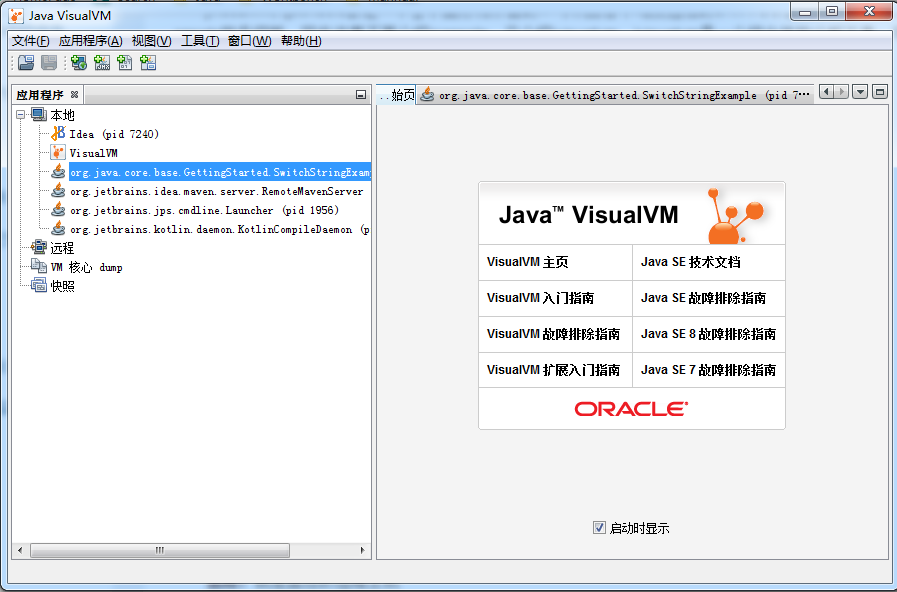 Java VisualVM
文件(F) 应用程序(A) 视图(V) 工具(T) 窗口(W) 帮助(H)
应用程序
本地
Idea (pid 7240)
VisualVM
org.java.core.base.GettingStarted.SwitchStringExam
org.jetbrains.idea.maven.server.RemoteMavenServer
org.jetbrains.jps.cmdline.Launcher (pid 1956)
org.jetbrains.kotlin.daemon.KotlinCompileDaemon (p
远程
VM 核心 dump
快照
..始页
org.java.core.base.GettingStarted.SwitchStringExample (pid 7...
Java™ VisualVM
VisualVM 主页
Java SE 技术文档
VisualVM 入门指南
Java SE 故障排除指南
VisualVM 故障排除指南
Java SE 8 故障排除指南
VisualVM 扩展入门指南
Java SE 7 故障排除指南
ORACLE
启动时显示